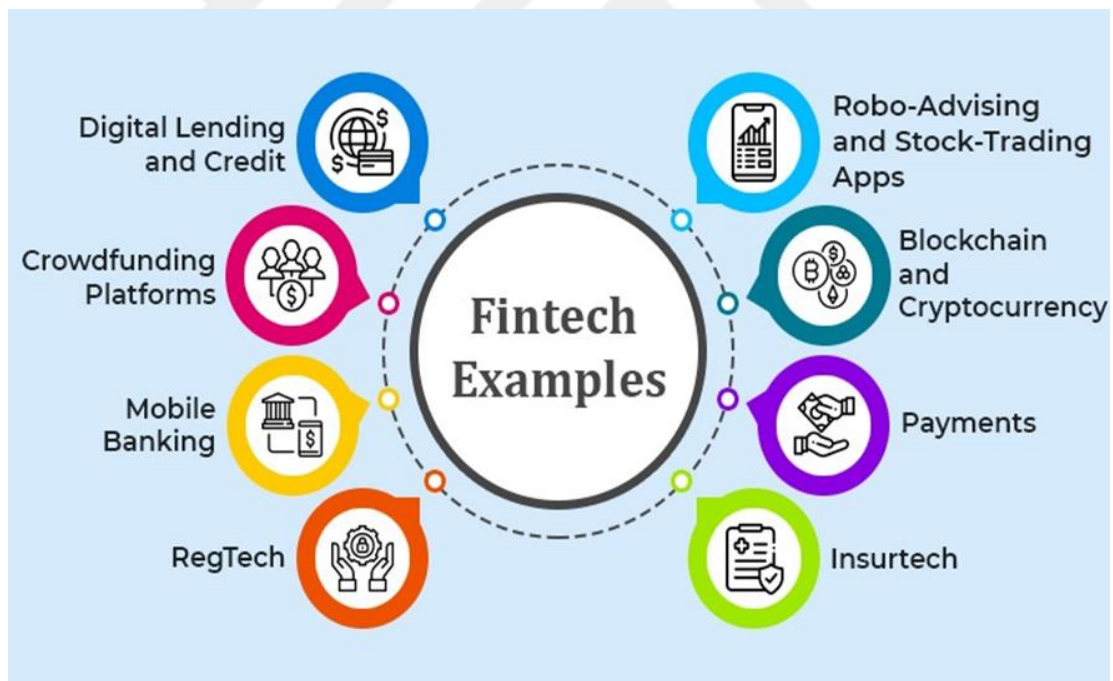 Digital Lending
and Credit
Crowdfunding
Platforms
Mobile
Banking
RegTech
Fintech
Examples
Robo-Advising
and Stock-Trading
Apps
Blockchain
and
Cryptocurrency
Payments
Insurtech